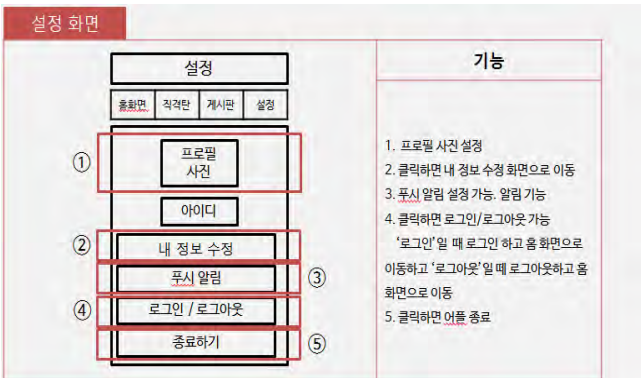 설정 화면
설정
홈화면 직격탄 게시판 설정
①
프로필
사진
아이디
②
내 정보 수정
푸시 알림
③
④
로그인 / 로그아웃
종료하기
⑤
기능
1. 프로필 사진 설정
2. 클릭하면 내 정보 수정 화면으로 이동
3. 푸시 알림 설정 가능. 알림 기능
4. 클릭하면 로그인/로그아웃 가능
‘로그인’일 때 로그인 하고 홈 화면으로
이동하고 ‘로그아웃’일 때 로그아웃하고 홈
화면으로 이동
5. 클릭하면 어플 종료